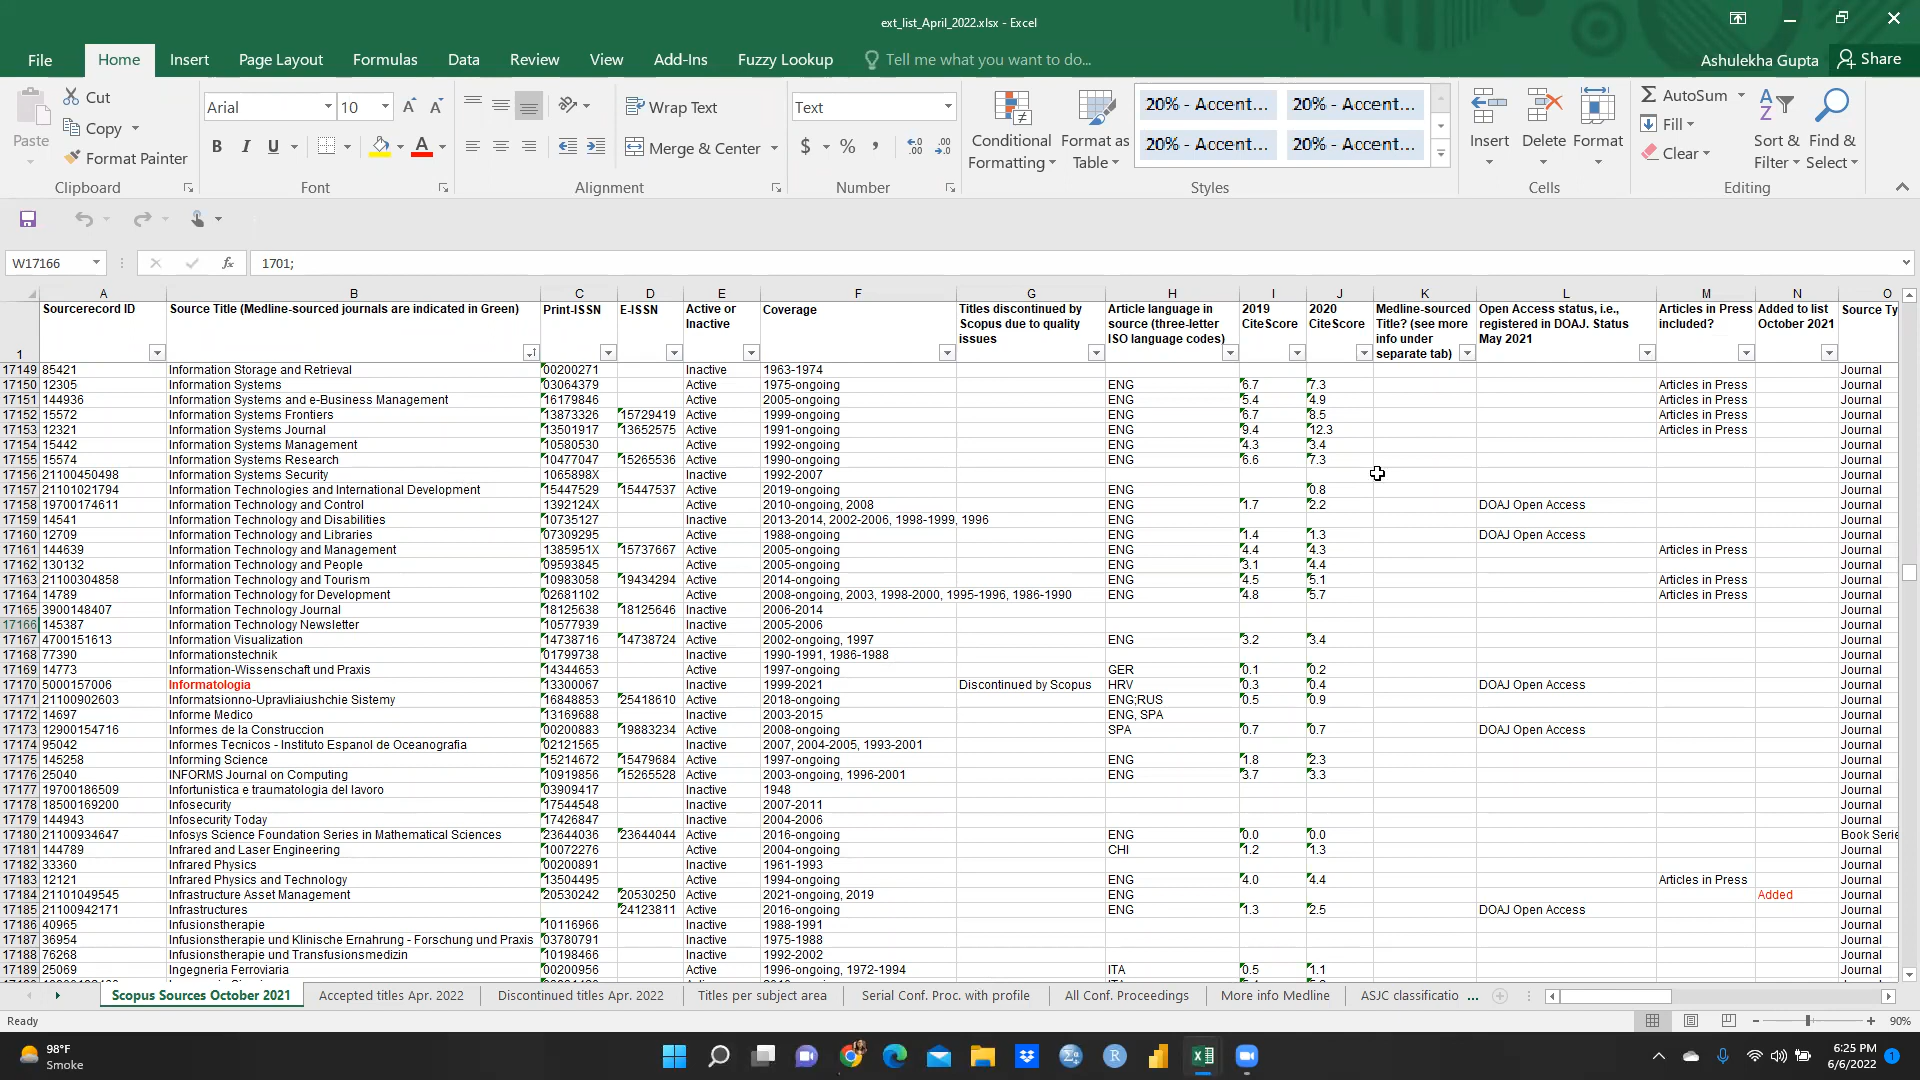 ext_list_April_2022.xlsx - Excel
File Home Insert Page Layout Formulas Data Review View Add-Ins Fuzzy Lookup Tell me what you want to do... Ashulekha Gupta Share
Paste Cut Copy Format Painter Clipboard
Arial 10 B I U A Font
Wrap Text Merge & Center Alignment
Text $ % Number
Conditional Formatting Format as Table 20% - Accent... 20% - Accent... 20% - Accent... 20% - Accent... Styles
Insert Delete Format Cells
AutoSum Fill Clear Sort & Filter Find & Select Editing
W17166 fx 1701;
A B C D E F G H I J K L M N O
1 Sourcerecord ID Source Title (Medline-sourced journals are indicated in Green) Print-ISSN E-ISSN Active or Inactive Coverage Titles discontinued by Scopus due to quality issues Article language in source (three-letter ISO language codes) 2019 CiteScore 2020 CiteScore Medline-sourced Title? (see more info under separate tab) Open Access status, i.e., registered in DOAJ. Status May 2021 Articles in Press included? Added to list October 2021 Source Ty
17149 85421 Information Storage and Retrieval 00200271 Inactive 1963-1974 Journal
17150 12305 Information Systems 03064379 Active 1975-ongoing ENG 6.7 7.3 Articles in Press Journal
17151 144936 Information Systems and e-Business Management 16179846 Active 2005-ongoing ENG 5.4 4.9 Articles in Press Journal
17152 15572 Information Systems Frontiers 13873326 15729419 Active 1999-ongoing ENG 6.7 8.5 Articles in Press Journal
17153 12321 Information Systems Journal 13501917 13652575 Active 1991-ongoing ENG 9.4 12.3 Articles in Press Journal
17154 15442 Information Systems Management 10580530 Active 1992-ongoing ENG 4.3 3.4 Journal
17155 15574 Information Systems Research 10477047 15265536 Active 1990-ongoing ENG 6.6 7.3 Journal
17156 21100450498 Information Systems Security 1065898X Inactive 1992-2007 Journal
17157 21101021794 Information Technologies and International Development 15447529 15447537 Active 2019-ongoing ENG 0.8 Journal
17158 19700174611 Information Technology and Control 1392124X Active 2010-ongoing, 2008 ENG 1.7 2.2 DOAJ Open Access Journal
17159 14541 Information Technology and Disabilities 10735127 Inactive 2013-2014, 2002-2006, 1998-1999, 1996 ENG Journal
17160 12709 Information Technology and Libraries 07309295 Active 1988-ongoing ENG 1.4 1.3 DOAJ Open Access Journal
17161 144639 Information Technology and Management 1385951X 15737667 Active 2005-ongoing ENG 4.4 4.3 Articles in Press Journal
17162 130132 Information Technology and People 09593845 Active 2005-ongoing ENG 3.1 4.4 Journal
17163 21100304858 Information Technology and Tourism 10983058 19434294 Active 2014-ongoing ENG 4.5 5.1 Articles in Press Journal
17164 14789 Information Technology for Development 02681102 Active 2008-ongoing, 2003, 1998-2000, 1995-1996, 1986-1990 ENG 4.8 5.7 Articles in Press Journal
17165 3900148407 Information Technology Journal 18125638 18125646 Inactive 2006-2014 Journal
17166 145387 Information Technology Newsletter 10577939 Inactive 2005-2006 Journal
17167 4700151613 Information Visualization 14738716 14738724 Active 2002-ongoing, 1997 ENG 3.2 3.4 Journal
17168 77390 Informationstechnik 01799738 Inactive 1990-1991, 1986-1988 Journal
17169 14773 Information-Wissenschaft und Praxis 14344653 Active 1997-ongoing GER 0.1 0.2 Journal
17170 5000157006 Informatologia 13300067 Inactive 1999-2021 Discontinued by Scopus HRV 0.3 0.4 DOAJ Open Access Journal
17171 21100902603 Informatsionno-Upravliaiushchie Sistemy 16848853 25418610 Active 2018-ongoing ENG;RUS 0.5 0.9 Journal
17172 14697 Informe Medico 13169688 Inactive 2003-2015 ENG, SPA Journal
17173 12900154716 Informes de la Construccion 00200883 19883234 Active 2008-ongoing SPA 0.7 0.7 DOAJ Open Access Journal
17174 95042 Informes Tecnicos - Instituto Espanol de Oceanografia 02121565 Inactive 2007, 2004-2005, 1993-2001 Journal
17175 145258 Informing Science 15214672 15479684 Active 1997-ongoing ENG 1.8 2.3 Journal
17176 25040 INFORMS Journal on Computing 10919856 15265528 Active 2003-ongoing, 1996-2001 ENG 3.7 3.3 Journal
17177 19700186509 Infortunistica e traumatologia del lavoro 03909417 Inactive 1948 Journal
17178 18500169200 Infosecurity 17544548 Inactive 2007-2011 Journal
17179 144943 Infosecurity Today 17426847 Inactive 2004-2006 Journal
17180 21100934647 Infosys Science Foundation Series in Mathematical Sciences 23644036 23644044 Active 2016-ongoing ENG 0.0 0.0 Book Serie
17181 144789 Infrared and Laser Engineering 10072276 Active 2004-ongoing CHI 1.2 1.3 Journal
17182 33360 Infrared Physics 00200891 Inactive 1961-1993 Journal
17183 12121 Infrared Physics and Technology 13504495 Active 1994-ongoing ENG 4.0 4.4 Articles in Press Journal
17184 21101049545 Infrastructure Asset Management 20530242 20530250 Active 2021-ongoing, 2019 ENG Added Journal
17185 21100942171 Infrastructures 24123811 Active 2016-ongoing ENG 1.3 2.5 DOAJ Open Access Journal
17186 40965 Infusionstherapie 10116966 Inactive 1988-1991 Journal
17187 36954 Infusionstherapie und Klinische Ernahrung - Forschung und Praxis 03780791 Inactive 1975-1988 Journal
17188 76268 Infusionstherapie und Transfusionsmedizin 10198466 Inactive 1992-2002 Journal
17189 25069 Ingegneria Ferroviaria 00200956 Active 1996-ongoing, 1972-1994 ITA 0.5 1.1 Journal
Scopus Sources October 2021 Accepted titles Apr. 2022 Discontinued titles Apr. 2022 Titles per subject area Serial Conf. Proc. with profile All Conf. Proceedings More info Medline ASJC classificatio ...
Ready 90%
98°F Smoke 6:25 PM 6/6/2022 1